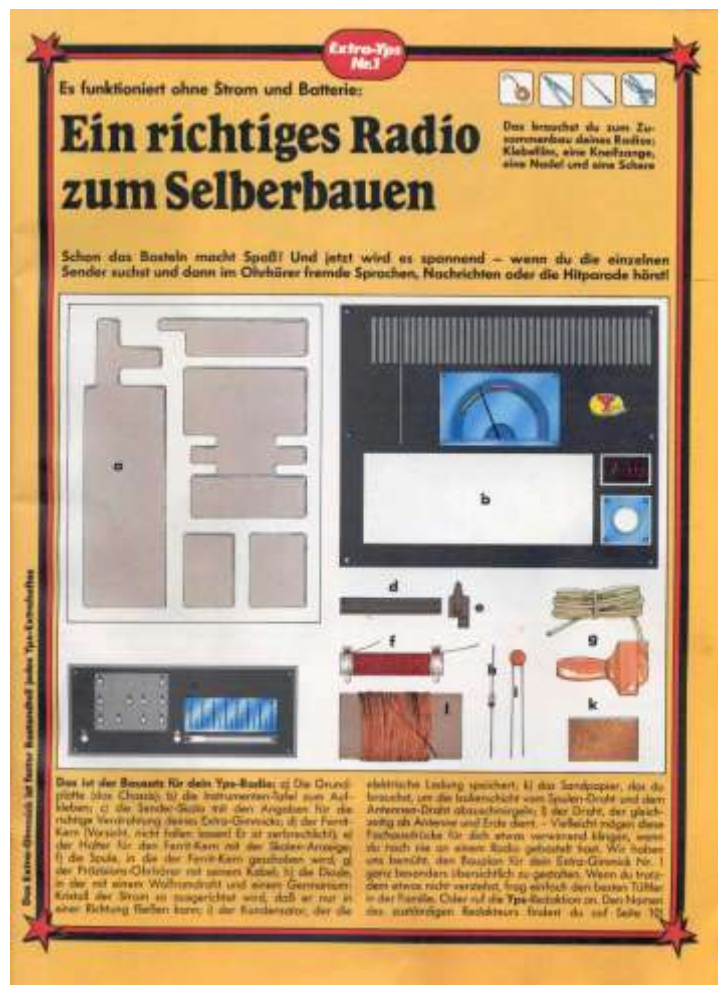 Extra-Yps
Nr.1
Es funktioniert ohne Strom und Batterie:
Ein richtiges Radio
zum Selberbauen
Das brauchst du zum Zu-
sammenbau deines Radios:
Klebefilm, eine Kneifzange,
eine Nadel und eine Schere
Schon das Basteln macht Spaß! Und jetzt wird es spannend – wenn du die einzelnen
Sender suchst und dann im Ohrhörer fremde Sprachen, Nachrichten oder die Hitparade hörst!
a
b
d
e
f
g
h
i
k
l
Das Extra-Gimmick ist fester Bestandteil jedes Yps-Extraheftes
Das ist der Bausatz für dein Yps-Radio: a) Die Grund-
platte (das Chassis), b) die Instrumenten-Tafel zum Auf-
kleben; c) die Sender-Skala mit den Angaben für die
richtige Verdrahtung deines Extra-Gimmicks; d) der Ferrit-
Kern (Vorsicht, nicht fallen lassen! Er ist zerbrechlich!), e)
der Halter für den Ferrit-Kern mit der Skalen-Anzeige;
f) die Spule, in die der Ferrit-Kern geschoben wird, g)
der Präzisions-Ohrhörer mit seinem Kabel; h) die Diode,
in der mit einem Wolframdraht und einem Germanium-
Kristall der Strom so ausgerichtet wird, daß er nur in
einer Richtung fließen kann; i) der Kondensator, der die
elektrische Ladung speichert, k) das Sandpapier, das du
brauchst, um die Isolierschicht vom Spulen-Draht und dem
Antennen-Draht abzuschmirgeln; l) der Draht, der gleich-
zeitig als Antenne und Erde dient. – Vielleicht mögen diese
Fachausdrücke für dich etwas verwirrend klingen, wenn
du noch nie an einem Radio gebastelt hast. Wir haben
uns bemüht, den Bauplan für dein Extra-Gimmick Nr. 1
ganz besonders übersichtlich zu gestalten. Wenn du trotz-
dem etwas nicht verstehst, frag einfach den besten Tüftler
in der Familie. Oder ruf die Yps-Redaktion an. Den Namen
des zuständigen Redakteurs findest du auf Seite 10!